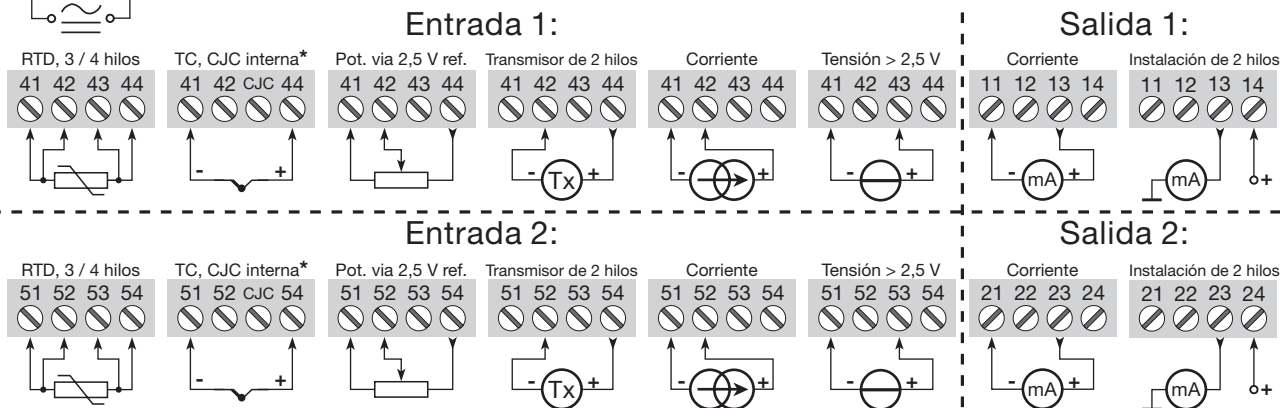 Entrada 1:
Salida 1:
RTD, 3 / 4 hilos
TC, CJC interna*
Pot. via 2,5 V ref.
Transmisor de 2 hilos
Corriente
Tensión > 2,5 V
Corriente
Instalación de 2 hilos
41 42 43 44
41 42 CJC 44
41 42 43 44
41 42 43 44
41 42 43 44
41 42 43 44
11 12 13 14
11 12 13 14
- +
- Tx +
- +
- +
- mA +
mA +
Entrada 2:
Salida 2:
RTD, 3 / 4 hilos
TC, CJC interna*
Pot. via 2,5 V ref.
Transmisor de 2 hilos
Corriente
Tensión > 2,5 V
Corriente
Instalación de 2 hilos
51 52 53 54
51 52 CJC 54
51 52 53 54
51 52 53 54
51 52 53 54
51 52 53 54
21 22 23 24
21 22 23 24
- +
- Tx +
- +
- +
- mA +
mA +